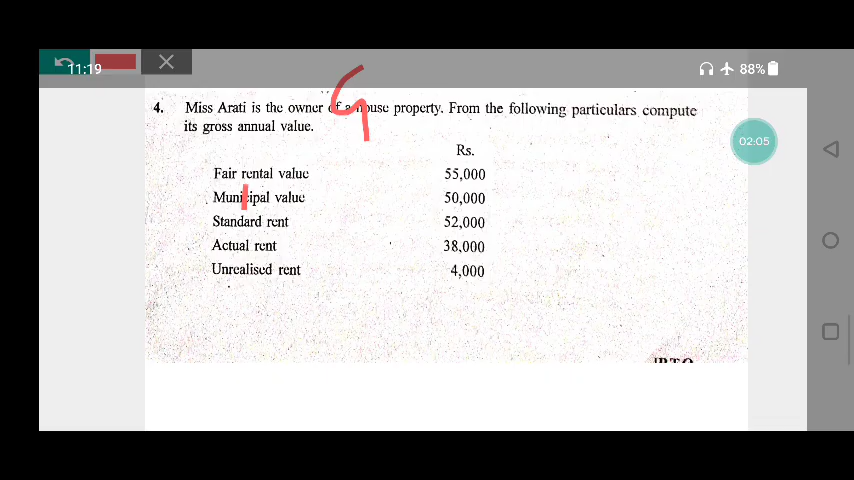 11:19
88%
4. Miss Arati is the owner of a house property. From the following particulars compute
its gross annual value.
Rs.
Fair rental value 55,000
Municipal value 50,000
Standard rent 52,000
Actual rent 38,000
Unrealised rent 4,000
02:05